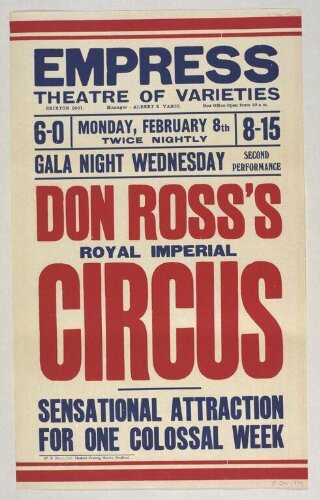 EMPRESS
THEATRE OF VARIETIES
BRIXTON 2801. Manager - ALBERT E. VASCO. Box Office Open from 10 a.m.
6-0 MONDAY, FEBRUARY 8th 8-15
TWICE NIGHTLY
GALA NIGHT WEDNESDAY SECOND PERFORMANCE
DON ROSS'S
ROYAL IMPERIAL
CIRCUS
SENSATIONAL ATTRACTION
FOR ONE COLOSSAL WEEK